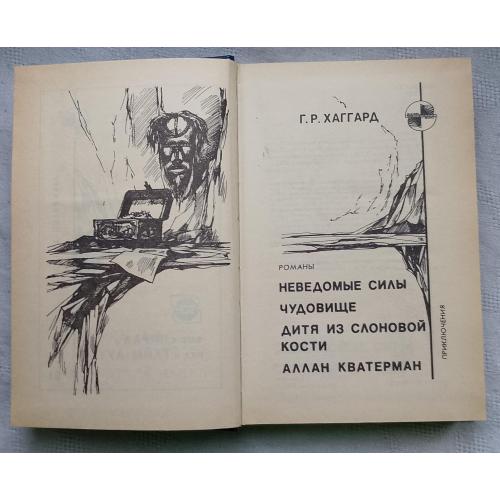 Г. Р. ХАГГАРД
РОМАНЫ
НЕВЕДОМЫЕ СИЛЫ
ЧУДОВИЩЕ
ДИТЯ ИЗ СЛОНОВОЙ
КОСТИ
АЛЛАН КВАТЕРМАН
ПРИКЛЮЧЕНИЯ